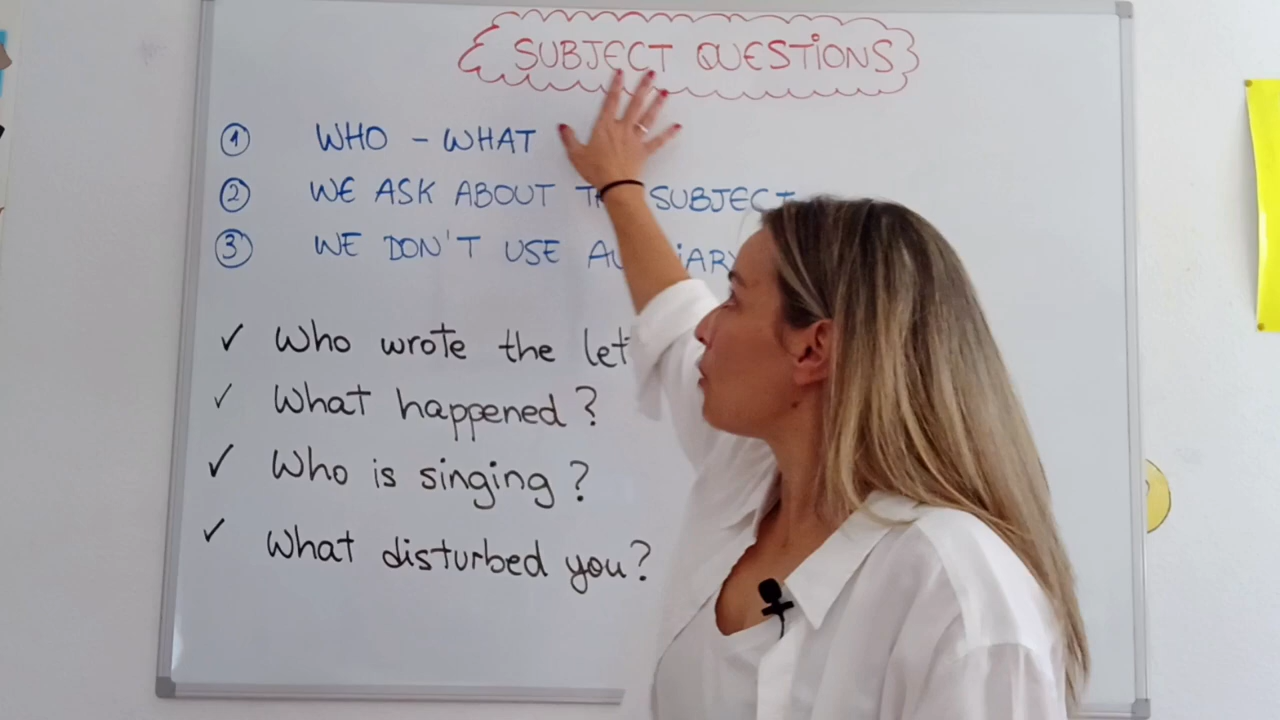 SUBJECT QUESTIONS
1 WHO - WHAT
2 WE ASK ABOUT SUBJECT
3 WE DON'T USE
✓ Who wrote the
✓ What happened?
✓ Who is singing?
✓ What disturbed you?